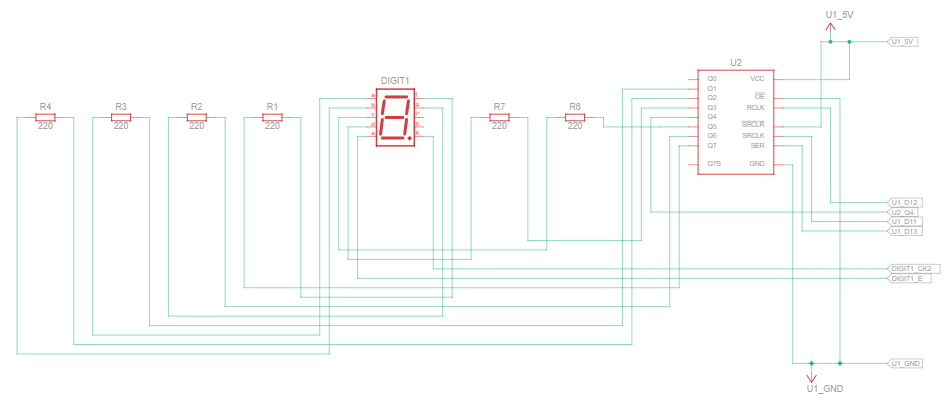 U1_5V
U1_5V
U2
DIGIT1
Q0 VCC
Q1 OE
Q2 RCLK
Q3 SRCLR
Q4 SRCLK
Q5 SER
Q6 GND
Q7
Q7S
R4
220
R3
220
R2
220
R1
220
R7
220
R6
220
a
b
c
d
e
f
g
P
K
K
U1_D12
U2_Q4
U1_D11
U1_D13
DIGIT1_CK2
DIGIT1_E
U1_GND
U1_GND